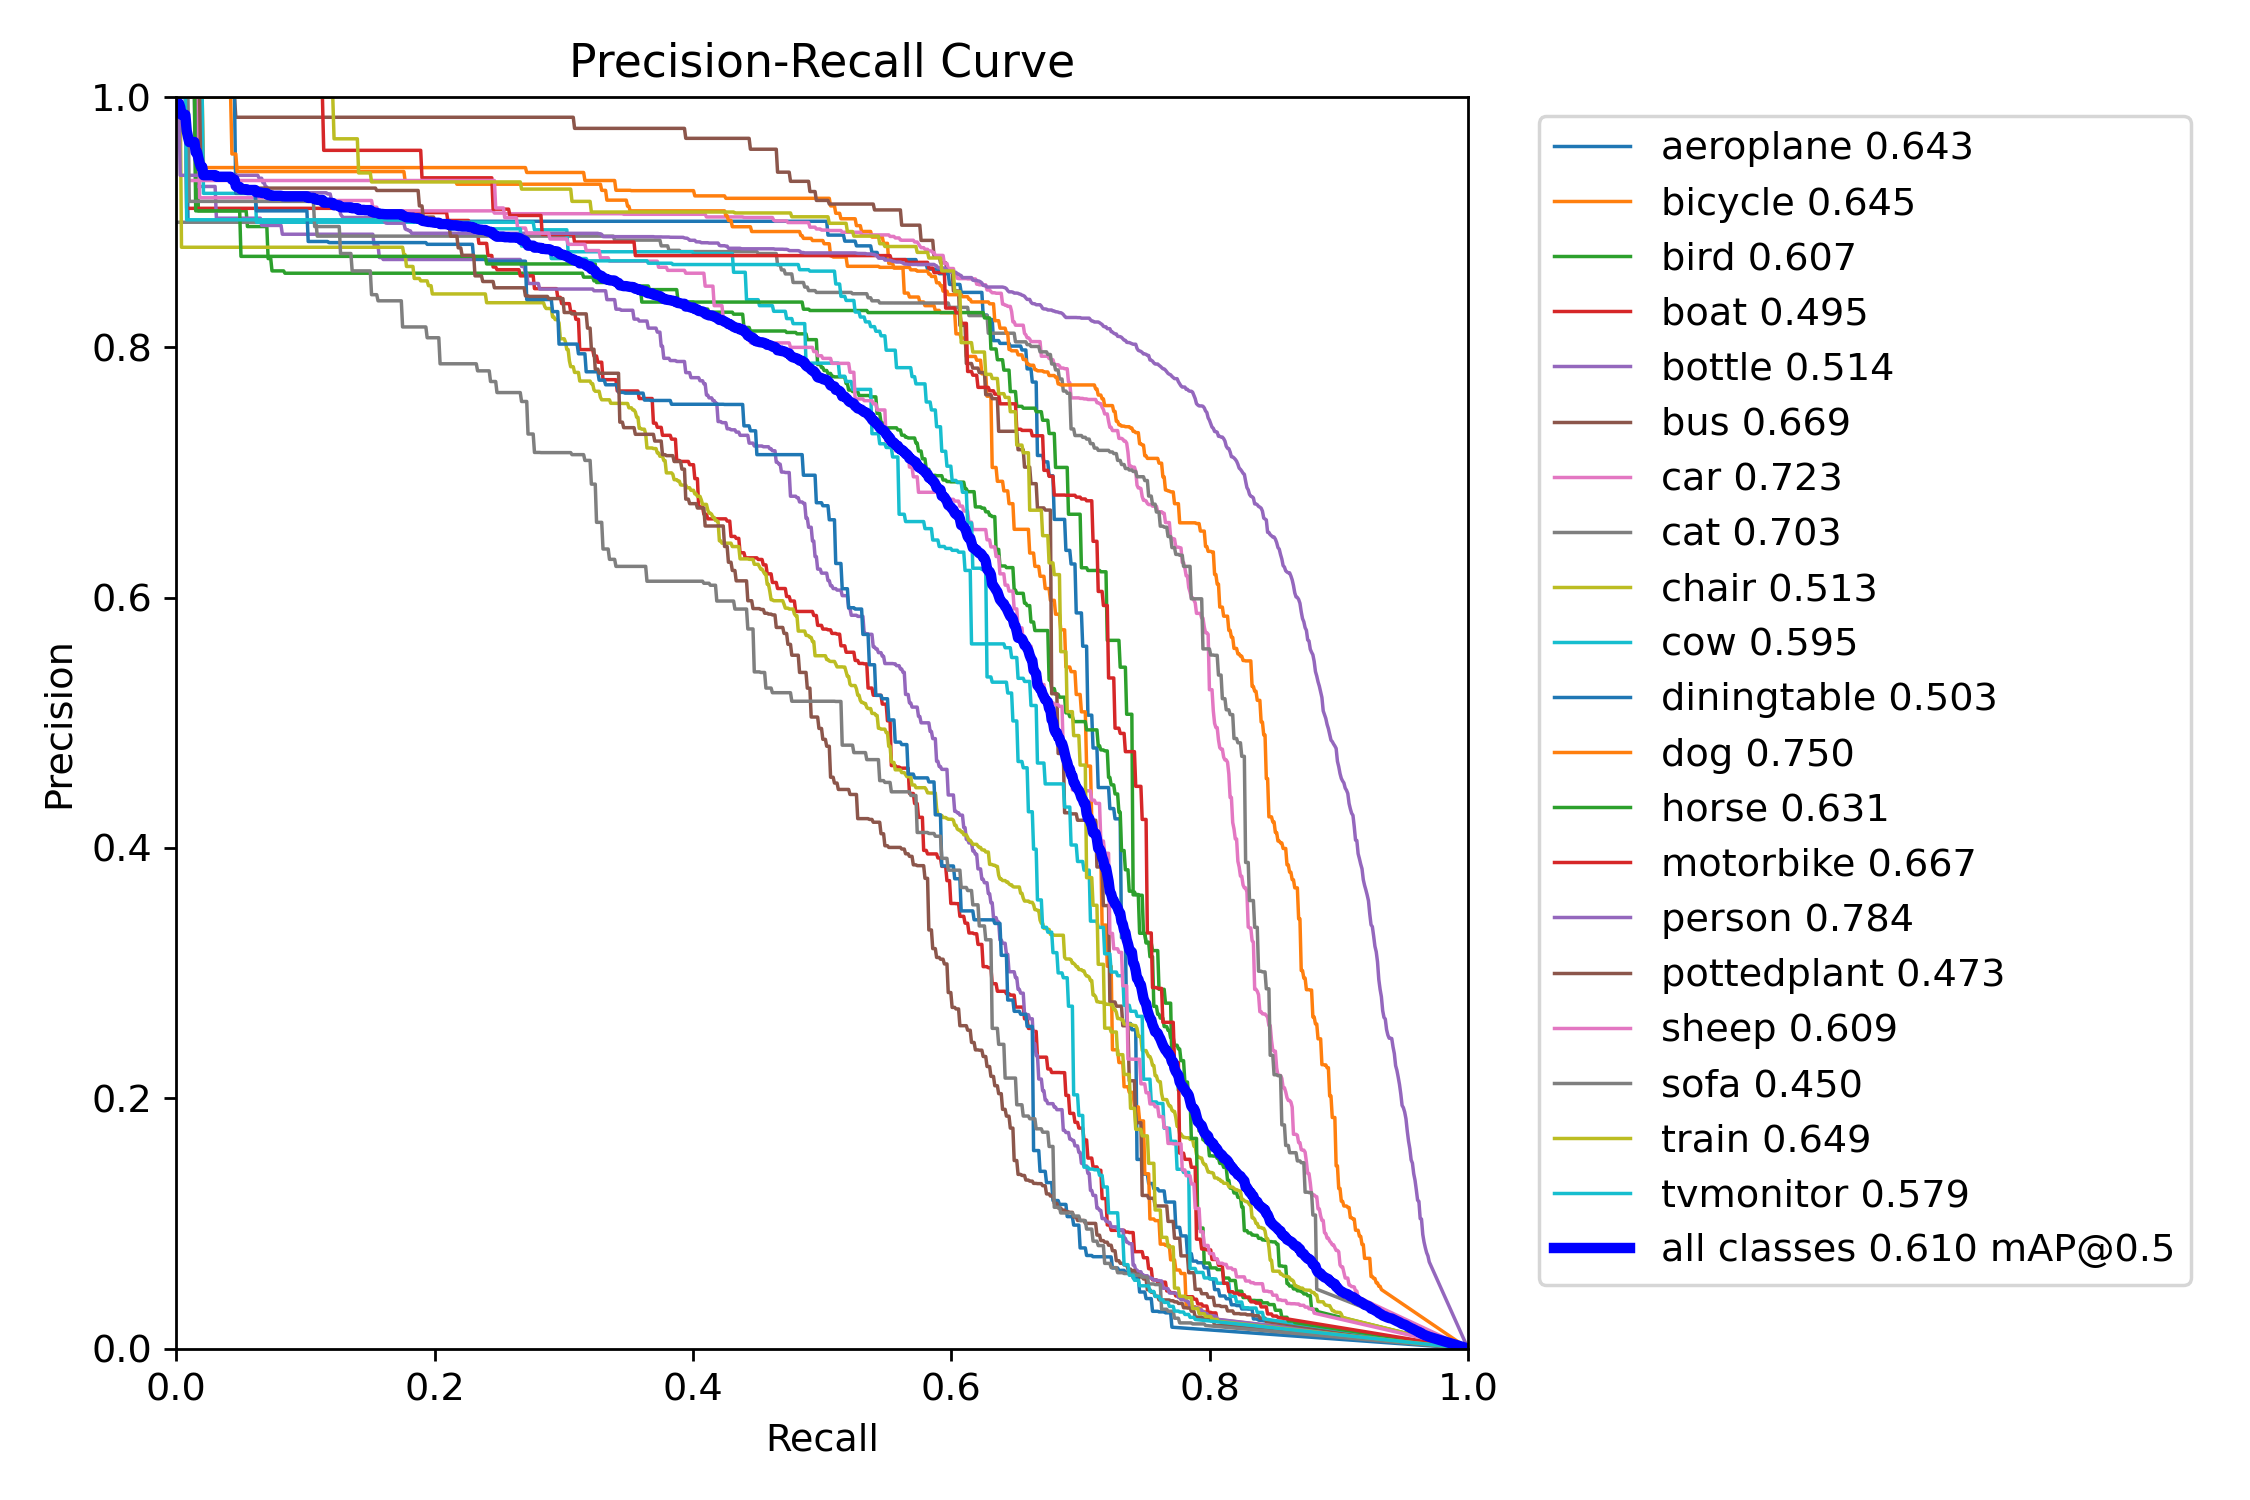 Precision-Recall Curve
1.0
0.8
0.6
0.4
0.2
0.0
Precision
0.0 0.2 0.4 0.6 0.8 1.0
Recall
aeroplane 0.643
bicycle 0.645
bird 0.607
boat 0.495
bottle 0.514
bus 0.669
car 0.723
cat 0.703
chair 0.513
cow 0.595
diningtable 0.503
dog 0.750
horse 0.631
motorbike 0.667
person 0.784
pottedplant 0.473
sheep 0.609
sofa 0.450
train 0.649
tvmonitor 0.579
all classes 0.610 mAP@0.5